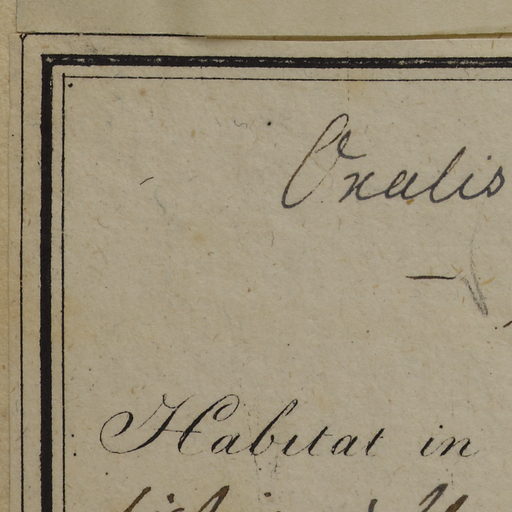 Oxalis
—
Habitat in